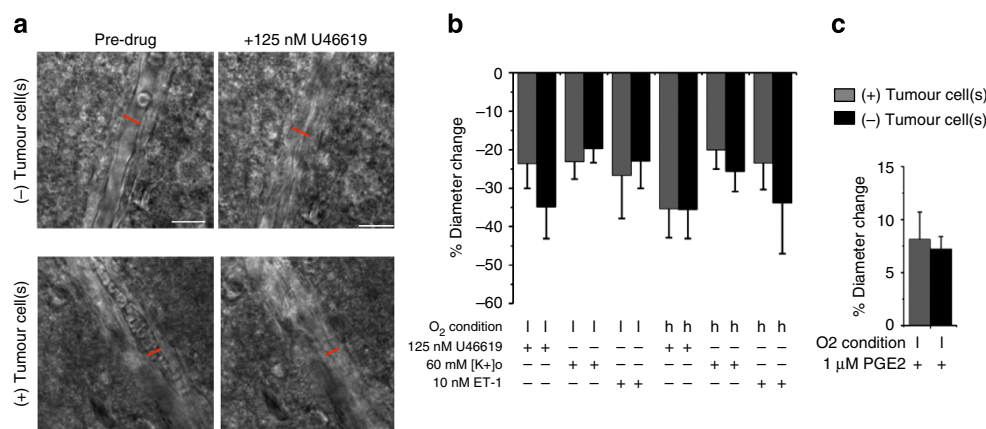 a
Pre-drug
+125 nM U46619
(–) Tumour cell(s)
(+) Tumour cell(s)
b
% Diameter change
0
–10
–20
–30
–40
–50
–60
O2 condition l l l l l l h h h h h h
125 nM U46619 + + – – – – + + – – – –
60 mM [K+]o – – + + – – – – + + – –
10 nM ET-1 – – – – + + – – – – + +
c
(+) Tumour cell(s)
(–) Tumour cell(s)
% Diameter change
15
10
5
0
O2 condition l l
1 μM PGE2 + +